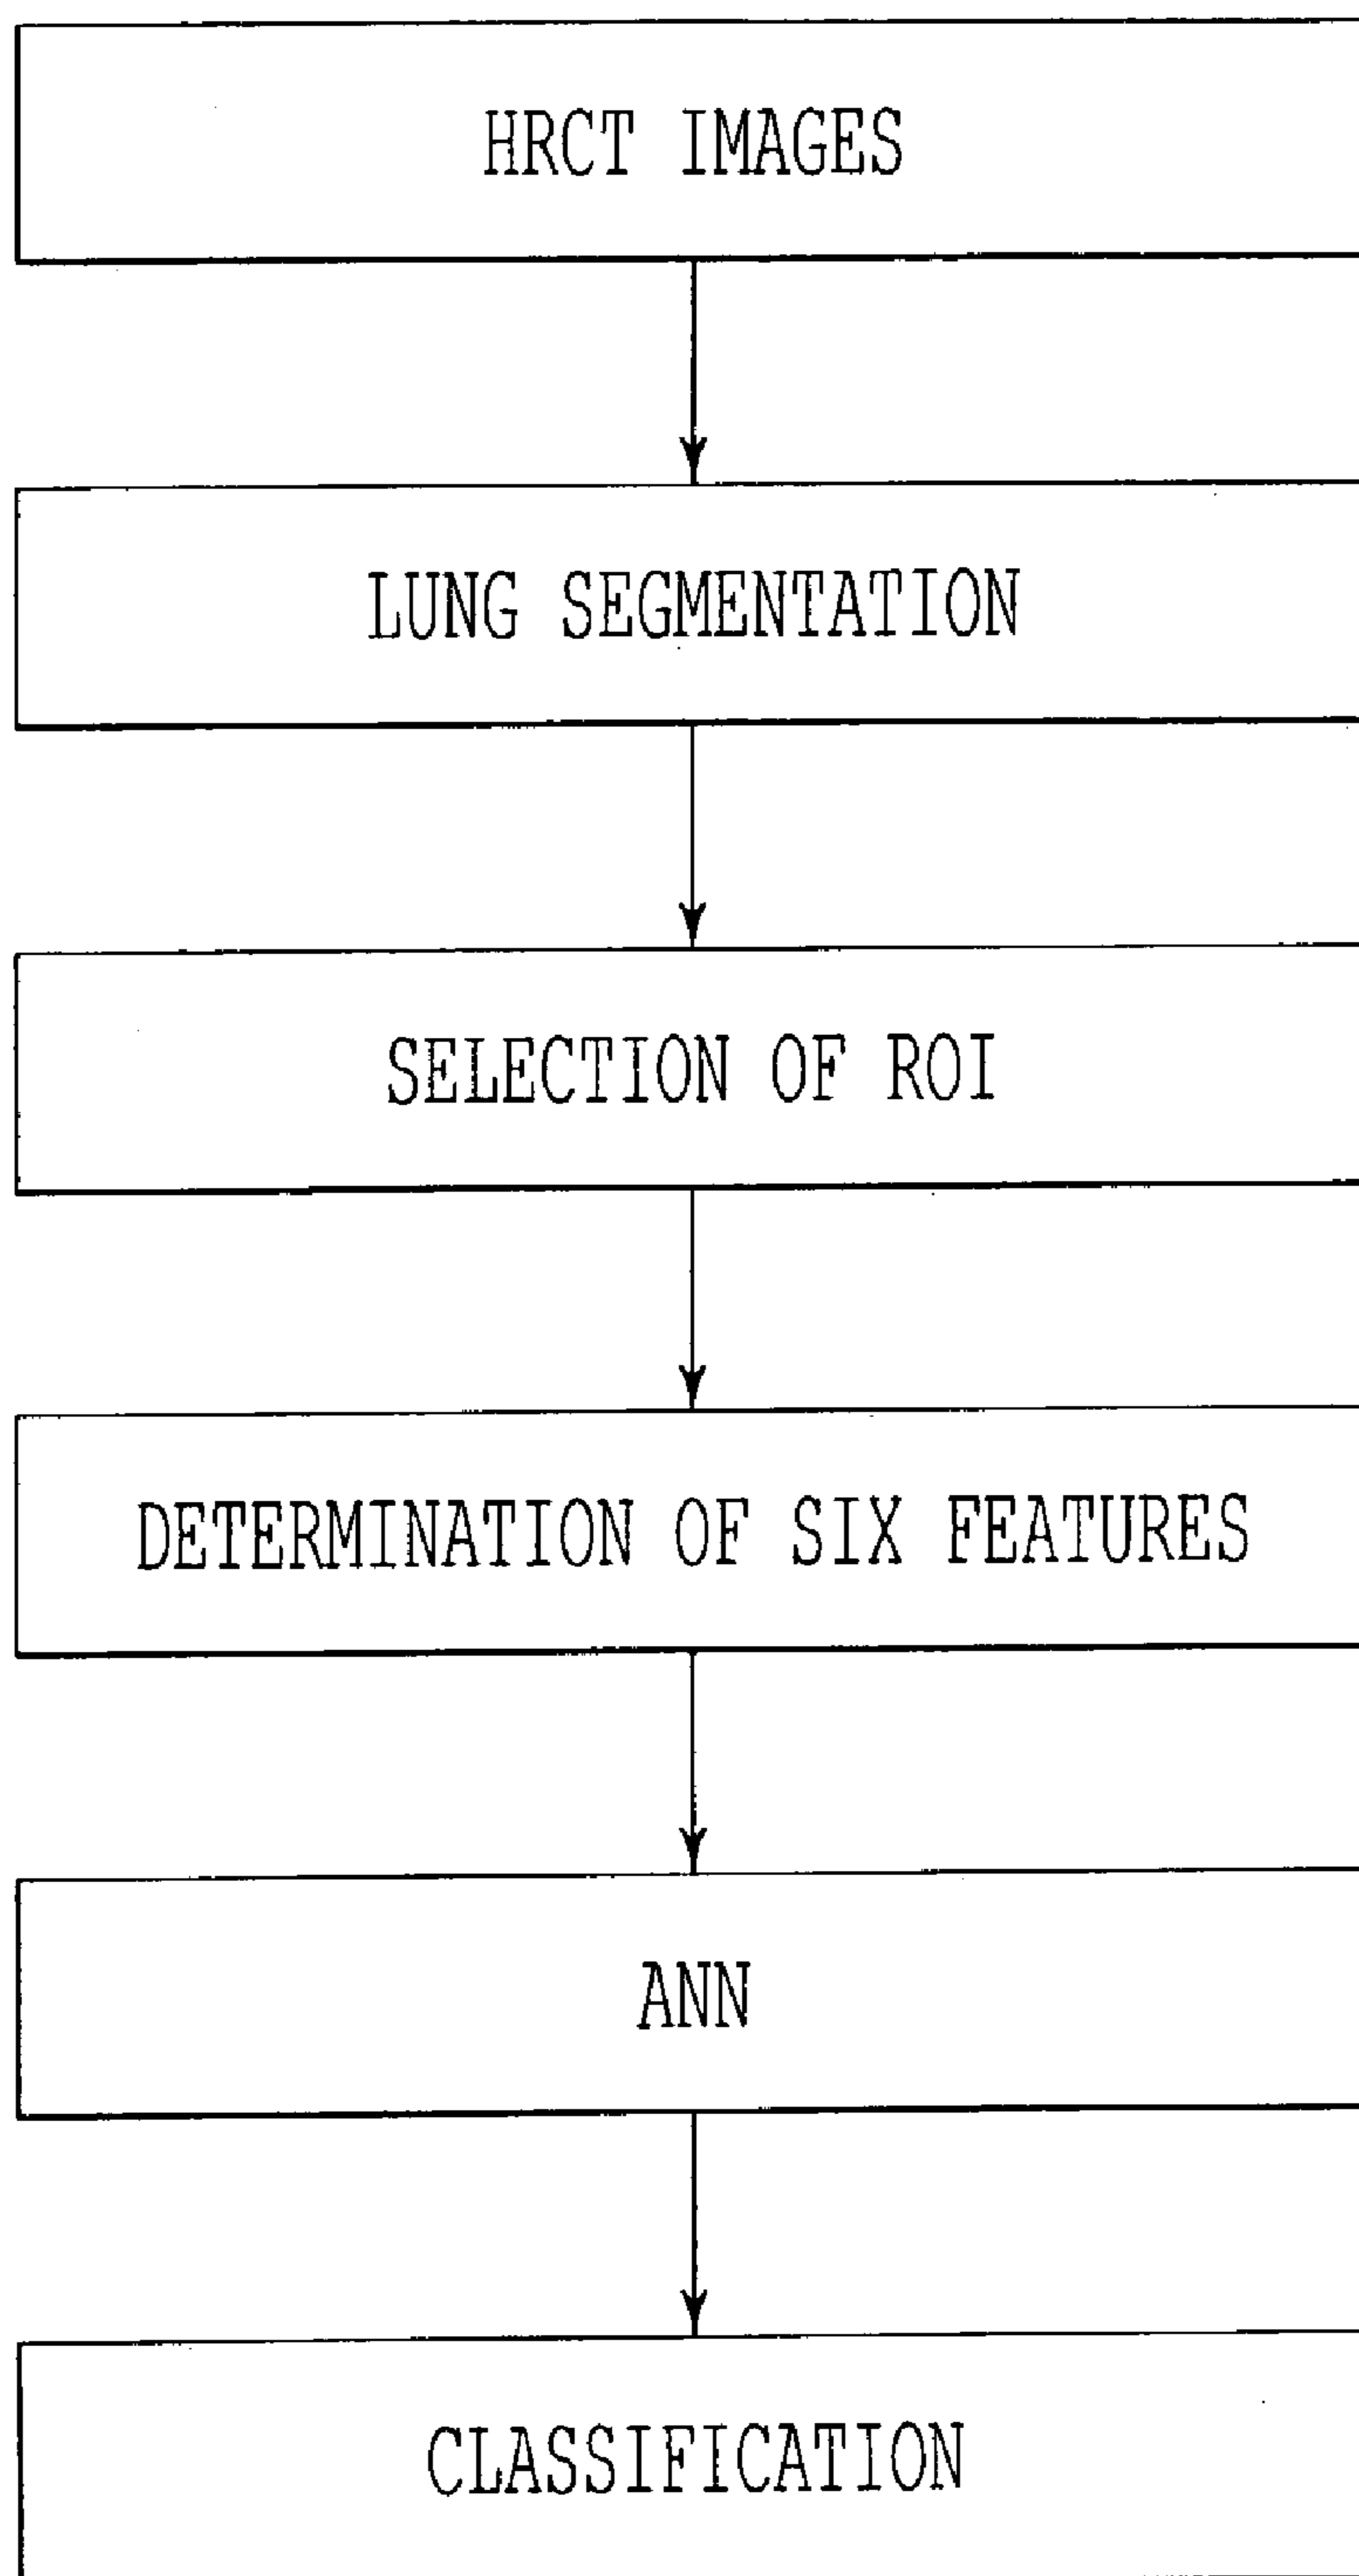 HRCT IMAGES
LUNG SEGMENTATION
SELECTION OF ROI
DETERMINATION OF SIX FEATURES
ANN
CLASSIFICATION